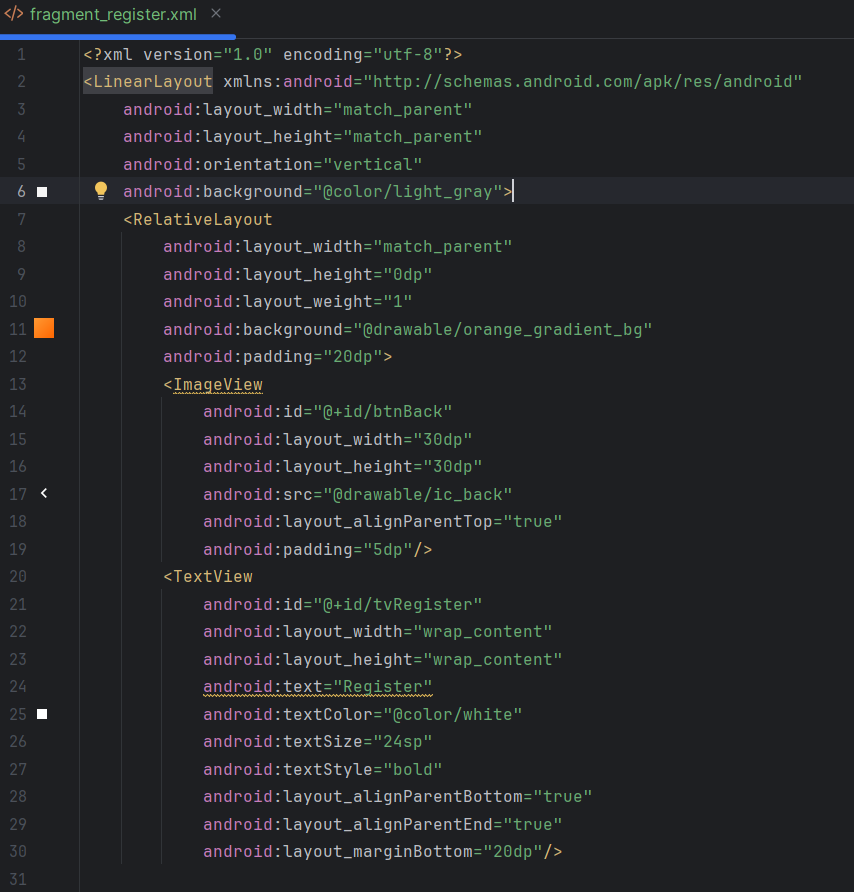 </> fragment_register.xml ×
1 <?xml version="1.0" encoding="utf-8"?>
2 <LinearLayout xmlns:android="http://schemas.android.com/apk/res/android"
3     android:layout_width="match_parent"
4     android:layout_height="match_parent"
5     android:orientation="vertical"
6     android:background="@color/light_gray">
7     <RelativeLayout
8         android:layout_width="match_parent"
9         android:layout_height="0dp"
10         android:layout_weight="1"
11         android:background="@drawable/orange_gradient_bg"
12         android:padding="20dp">
13         <ImageView
14             android:id="@+id/btnBack"
15             android:layout_width="30dp"
16             android:layout_height="30dp"
17             android:src="@drawable/ic_back"
18             android:layout_alignParentTop="true"
19             android:padding="5dp"/>
20         <TextView
21             android:id="@+id/tvRegister"
22             android:layout_width="wrap_content"
23             android:layout_height="wrap_content"
24             android:text="Register"
25             android:textColor="@color/white"
26             android:textSize="24sp"
27             android:textStyle="bold"
28             android:layout_alignParentBottom="true"
29             android:layout_alignParentEnd="true"
30             android:layout_marginBottom="20dp"/>
31